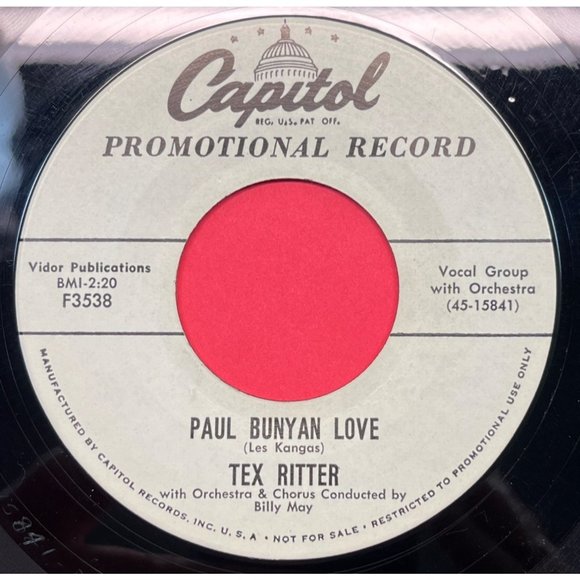 Capitol
REG. U.S. PAT OFF.
PROMOTIONAL RECORD
Vidor Publications
BMI-2:20
F3538
Vocal Group
with Orchestra
(45-15841)
PAUL BUNYAN LOVE
(Les Kangas)
TEX RITTER
with Orchestra & Chorus Conducted by
Billy May
MANUFACTURED BY CAPITOL RECORDS, INC. U.S.A • NOT FOR SALE • RESTRICTED TO PROMOTIONAL USE ONLY